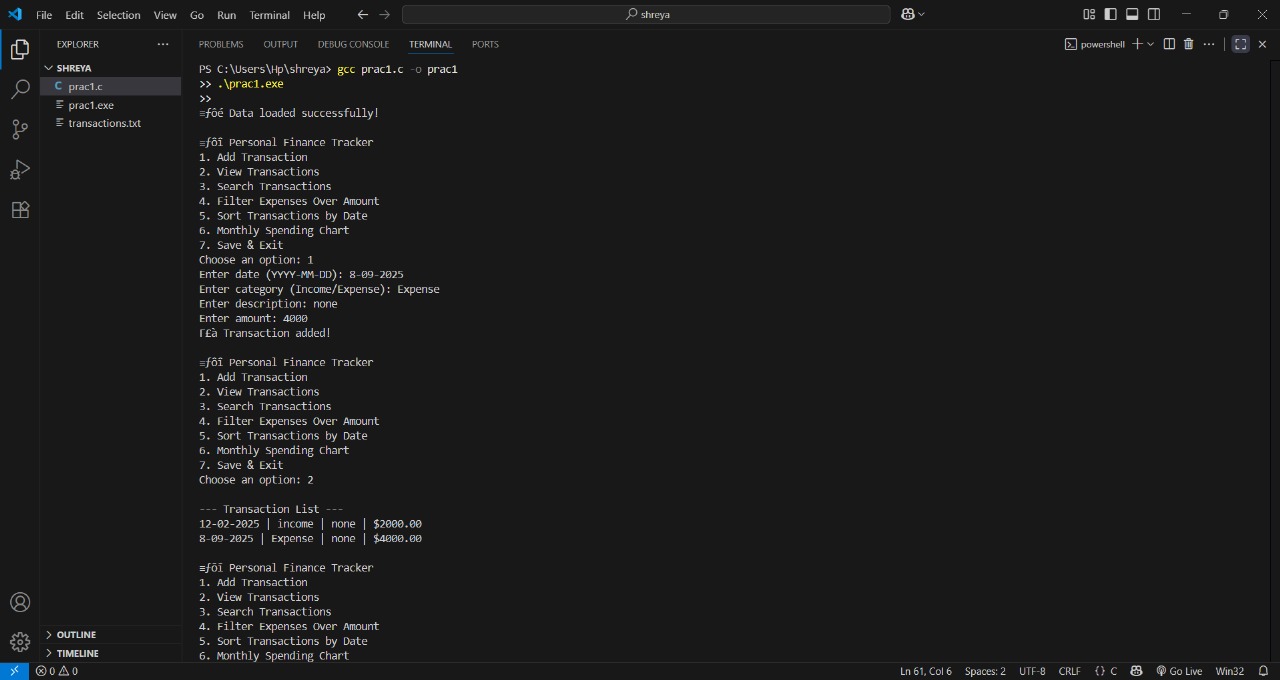 File Edit Selection View Go Run Terminal Help
shreya
EXPLORER
SHREYA
C prac1.c
prac1.exe
transactions.txt
OUTLINE
TIMELINE
PROBLEMS OUTPUT DEBUG CONSOLE TERMINAL PORTS
powershell
PS C:\Users\Hp\shreya> gcc prac1.c -o prac1
>> .\prac1.exe
>>
≡ƒôé Data loaded successfully!
≡ƒôî Personal Finance Tracker
1. Add Transaction
2. View Transactions
3. Search Transactions
4. Filter Expenses Over Amount
5. Sort Transactions by Date
6. Monthly Spending Chart
7. Save & Exit
Choose an option: 1
Enter date (YYYY-MM-DD): 8-09-2025
Enter category (Income/Expense): Expense
Enter description: none
Enter amount: 4000
Γ£à Transaction added!
≡ƒôî Personal Finance Tracker
1. Add Transaction
2. View Transactions
3. Search Transactions
4. Filter Expenses Over Amount
5. Sort Transactions by Date
6. Monthly Spending Chart
7. Save & Exit
Choose an option: 2
--- Transaction List ---
12-02-2025 | income | none | $2000.00
8-09-2025 | Expense | none | $4000.00
≡ƒôî Personal Finance Tracker
1. Add Transaction
2. View Transactions
3. Search Transactions
4. Filter Expenses Over Amount
5. Sort Transactions by Date
6. Monthly Spending Chart
0 0
Ln 61, Col 6 Spaces: 2 UTF-8 CRLF {} C Go Live Win32